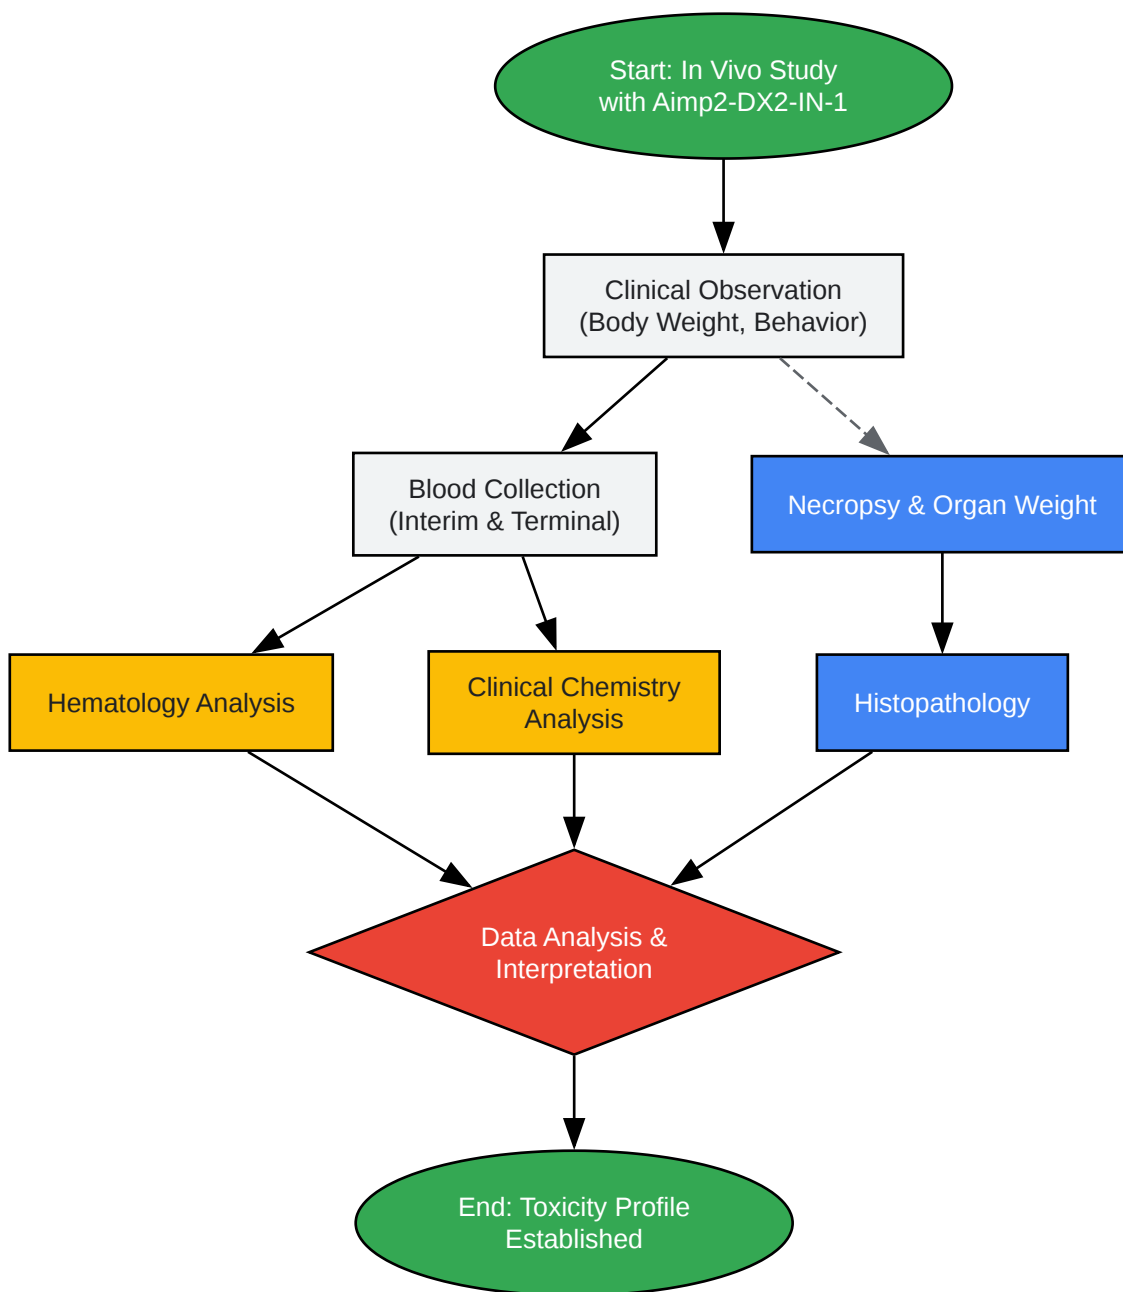 Start: In Vivo Study
with Aimp2-DX2-IN-1
Clinical Observation
(Body Weight, Behavior)
Blood Collection
(Interim & Terminal)
Necropsy & Organ Weight
Hematology Analysis
Clinical Chemistry
Analysis
Histopathology
Data Analysis &
Interpretation
End: Toxicity Profile
Established